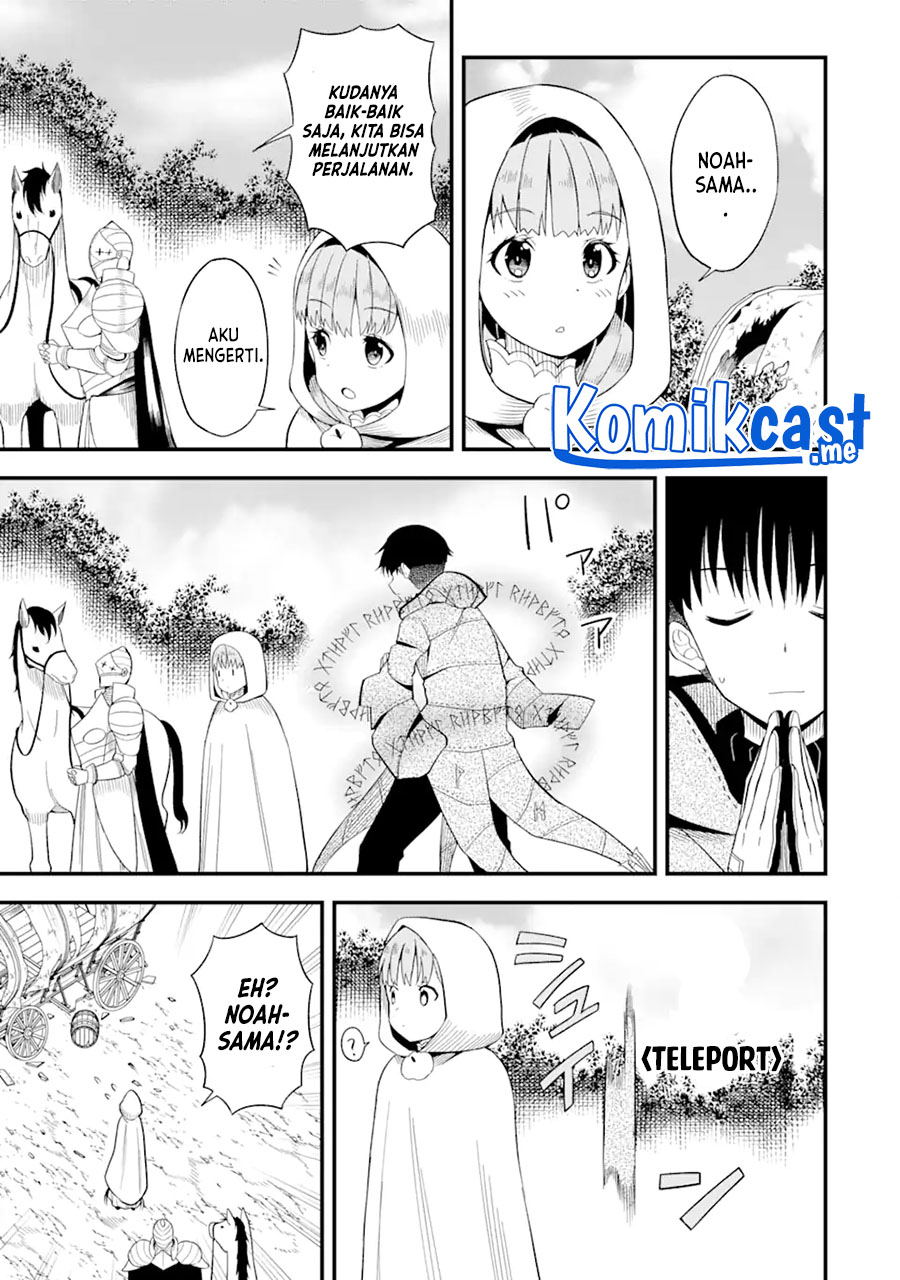 NOAH-
SAMA..
.
KUDANYA
BAIK-BAIK
SAJA, KITA BISA
MELANJUTKAN
PERJALANAN.
AKU
MENGERTI.
Komikcast
.me
パァ
ァ
〈TELEPORT〉
シュイーン
?
EH?
NOAH-
SAMA!?